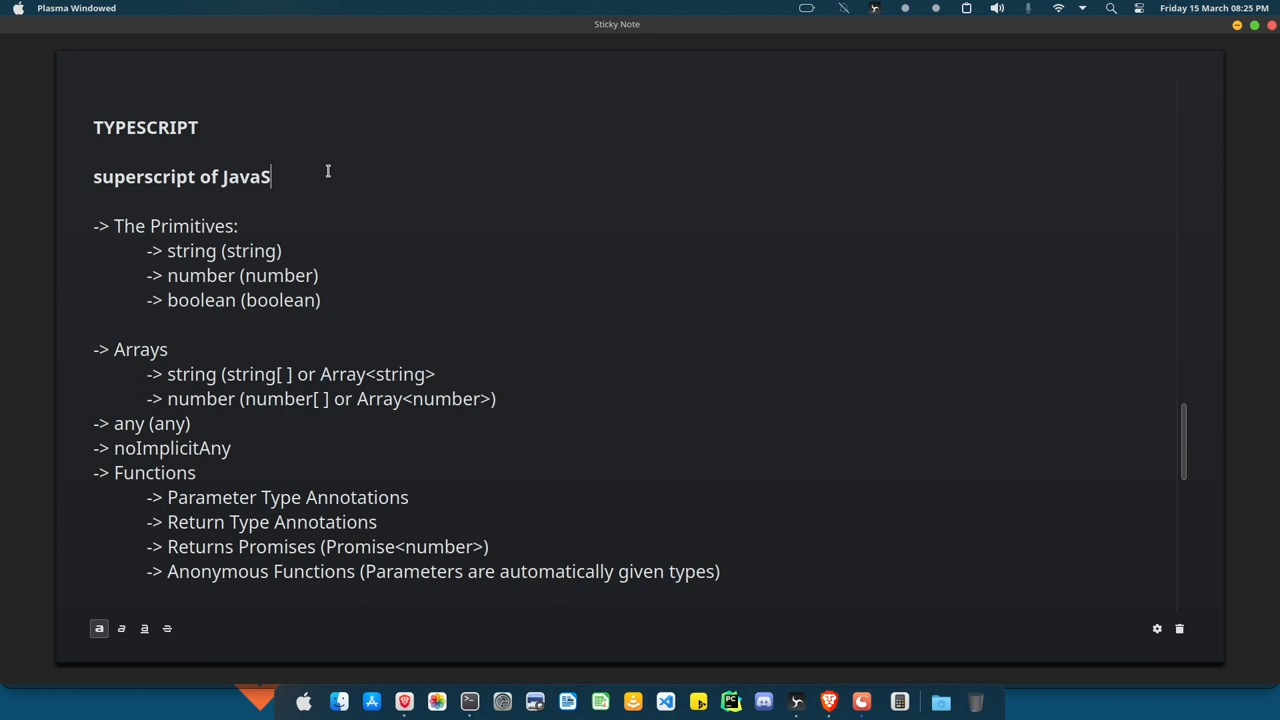 Plasma Windowed
Friday 15 March 08:25 PM
Sticky Note
TYPESCRIPT
superscript of JavaS
-> The Primitives:
-> string (string)
-> number (number)
-> boolean (boolean)
-> Arrays
-> string (string[ ] or Array<string>
-> number (number[ ] or Array<number>)
-> any (any)
-> noImplicitAny
-> Functions
-> Parameter Type Annotations
-> Return Type Annotations
-> Returns Promises (Promise<number>)
-> Anonymous Functions (Parameters are automatically given types)
a a a
PC